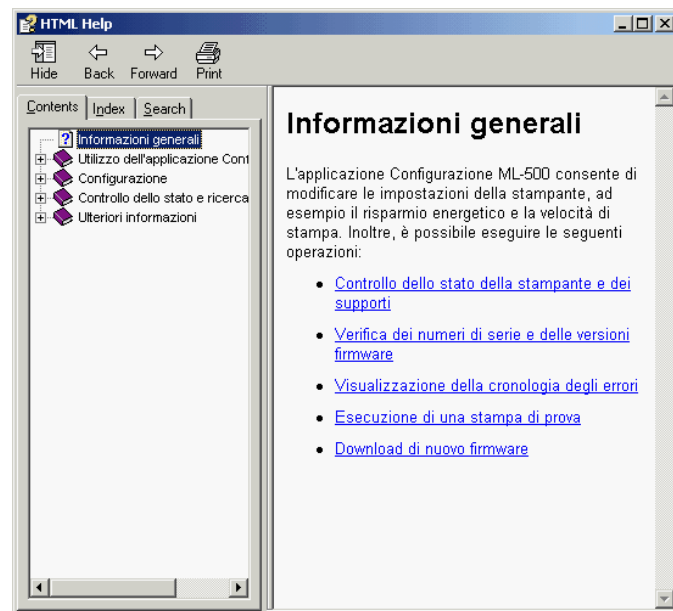 HTML Help
Hide Back Forward Print
Contents Index Search
Informazioni generali
Utilizzo dell'applicazione Conf
Configurazione
Controllo dello stato e ricerca
Ulteriori informazioni
Informazioni generali
L'applicazione Configurazione ML-500 consente di
modificare le impostazioni della stampante, ad
esempio il risparmio energetico e la velocità di
stampa. Inoltre, è possibile eseguire le seguenti
operazioni:
• Controllo dello stato della stampante e dei
supporti
• Verifica dei numeri di serie e delle versioni
firmware
• Visualizzazione della cronologia degli errori
• Esecuzione di una stampa di prova
• Download di nuovo firmware